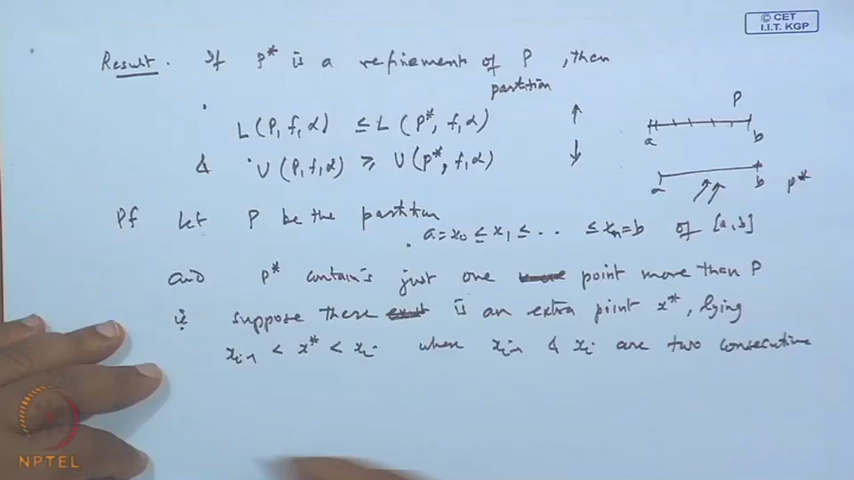 © CET
I.I.T. KGP
Result. If P* is a refinement of P, then
partition
L(P, f, α) ≤ L(P*, f, α)
& U(P, f, α) ≥ U(P*, f, α)
P
a b
a b P*
Pf Let P be the partition
a = x₀ ≤ x₁ ≤ ... ≤ xₙ = b of [a, b]
and P* contains just one point more than P
ie suppose there is an extra point x*, lying
xᵢ₋₁ < x* < xᵢ where xᵢ₋₁ & xᵢ are two consecutive
NPTEL